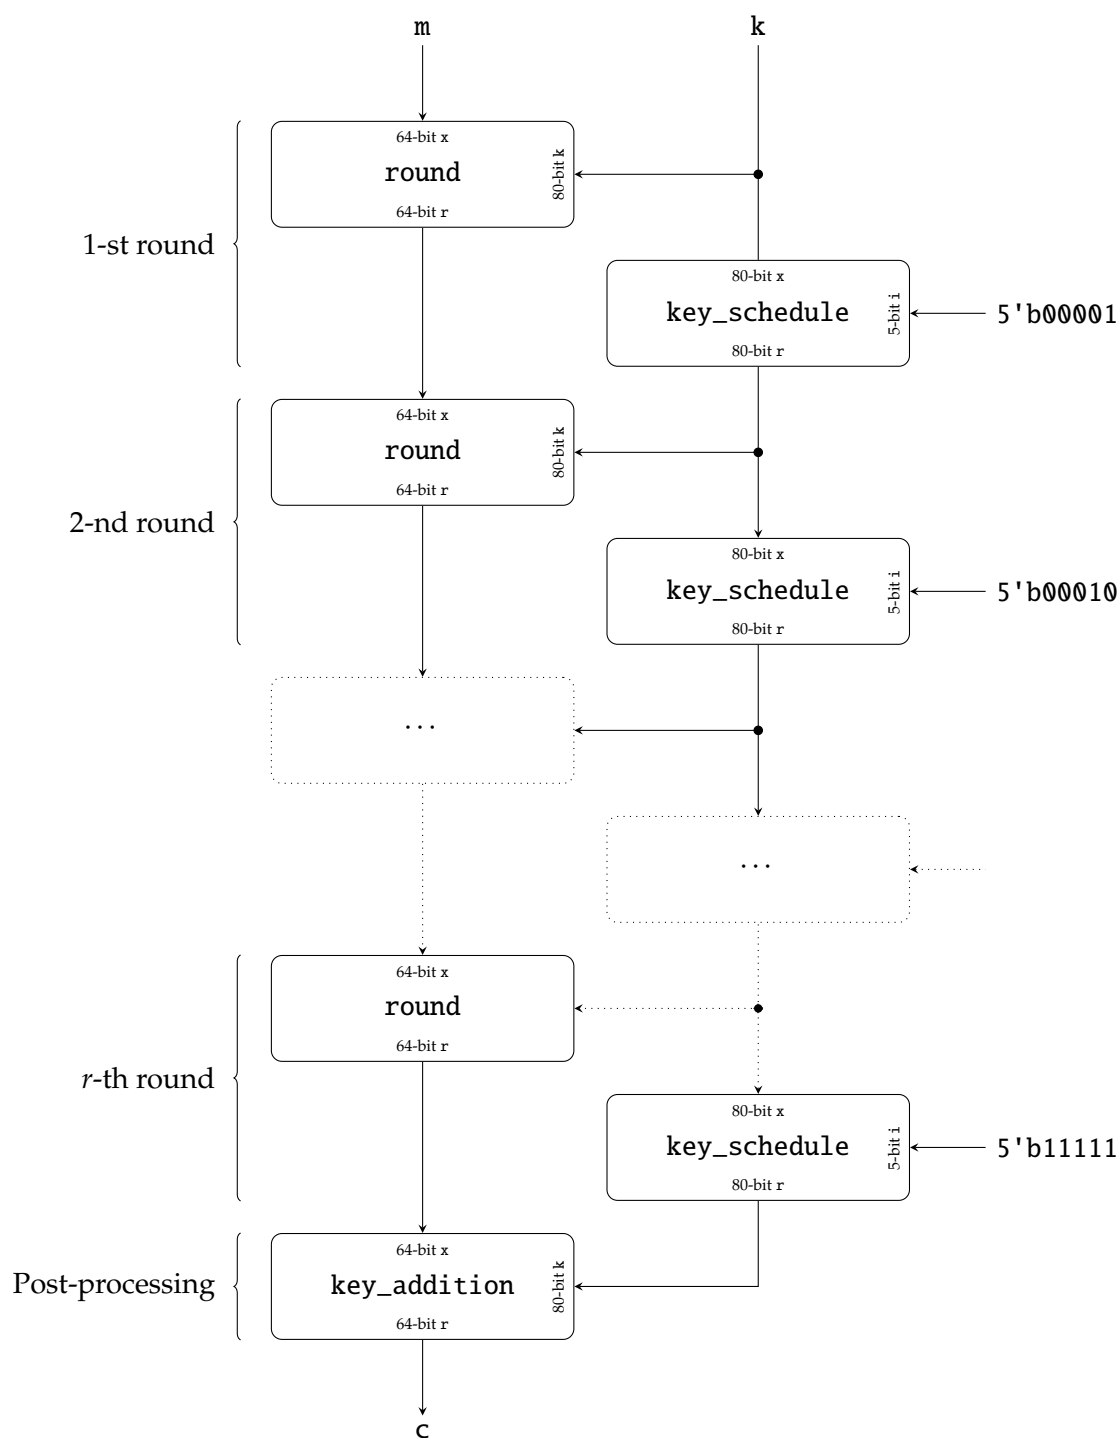 m
k
64-bit x
round
80-bit k
64-bit r
1-st round
80-bit x
key_schedule
5-bit i
5'b00001
80-bit r
64-bit x
round
80-bit k
64-bit r
2-nd round
80-bit x
key_schedule
5-bit i
5'b00010
80-bit r
...
...
64-bit x
round
64-bit r
r-th round
80-bit x
key_schedule
5-bit i
5'b11111
80-bit r
64-bit x
Post-processing
key_addition
80-bit k
64-bit r
c